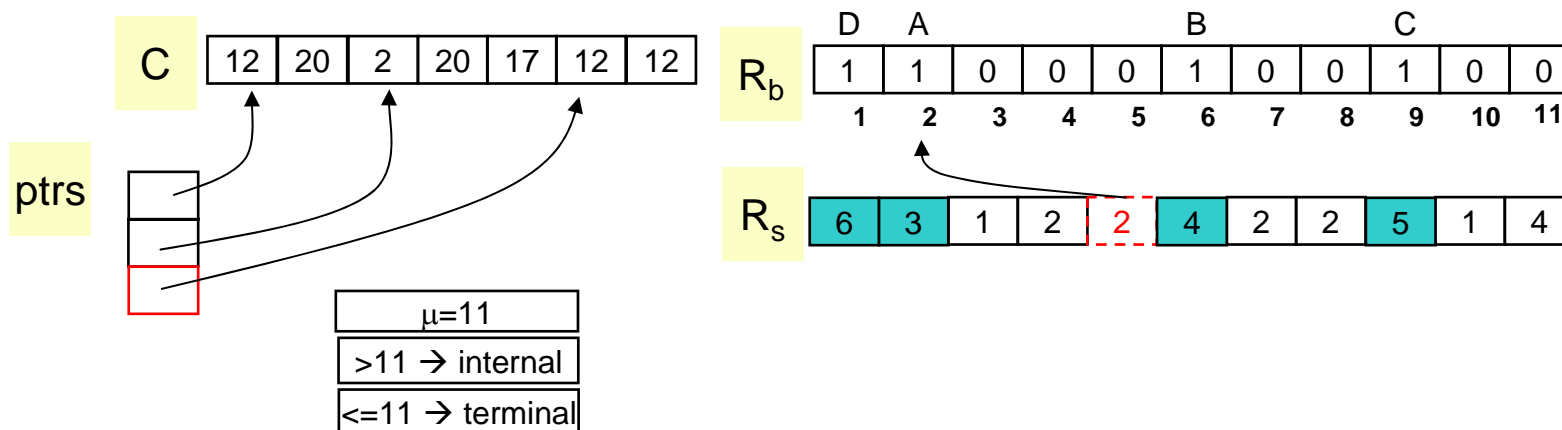 C 12 20 2 20 17 12 12
ptrs
μ=11
>11 → internal
<=11 → terminal
D A B C
R_b 1 1 0 0 0 1 0 0 1 0 0
1 2 3 4 5 6 7 8 9 10 11
R_s 6 3 1 2 2 4 2 2 5 1 4